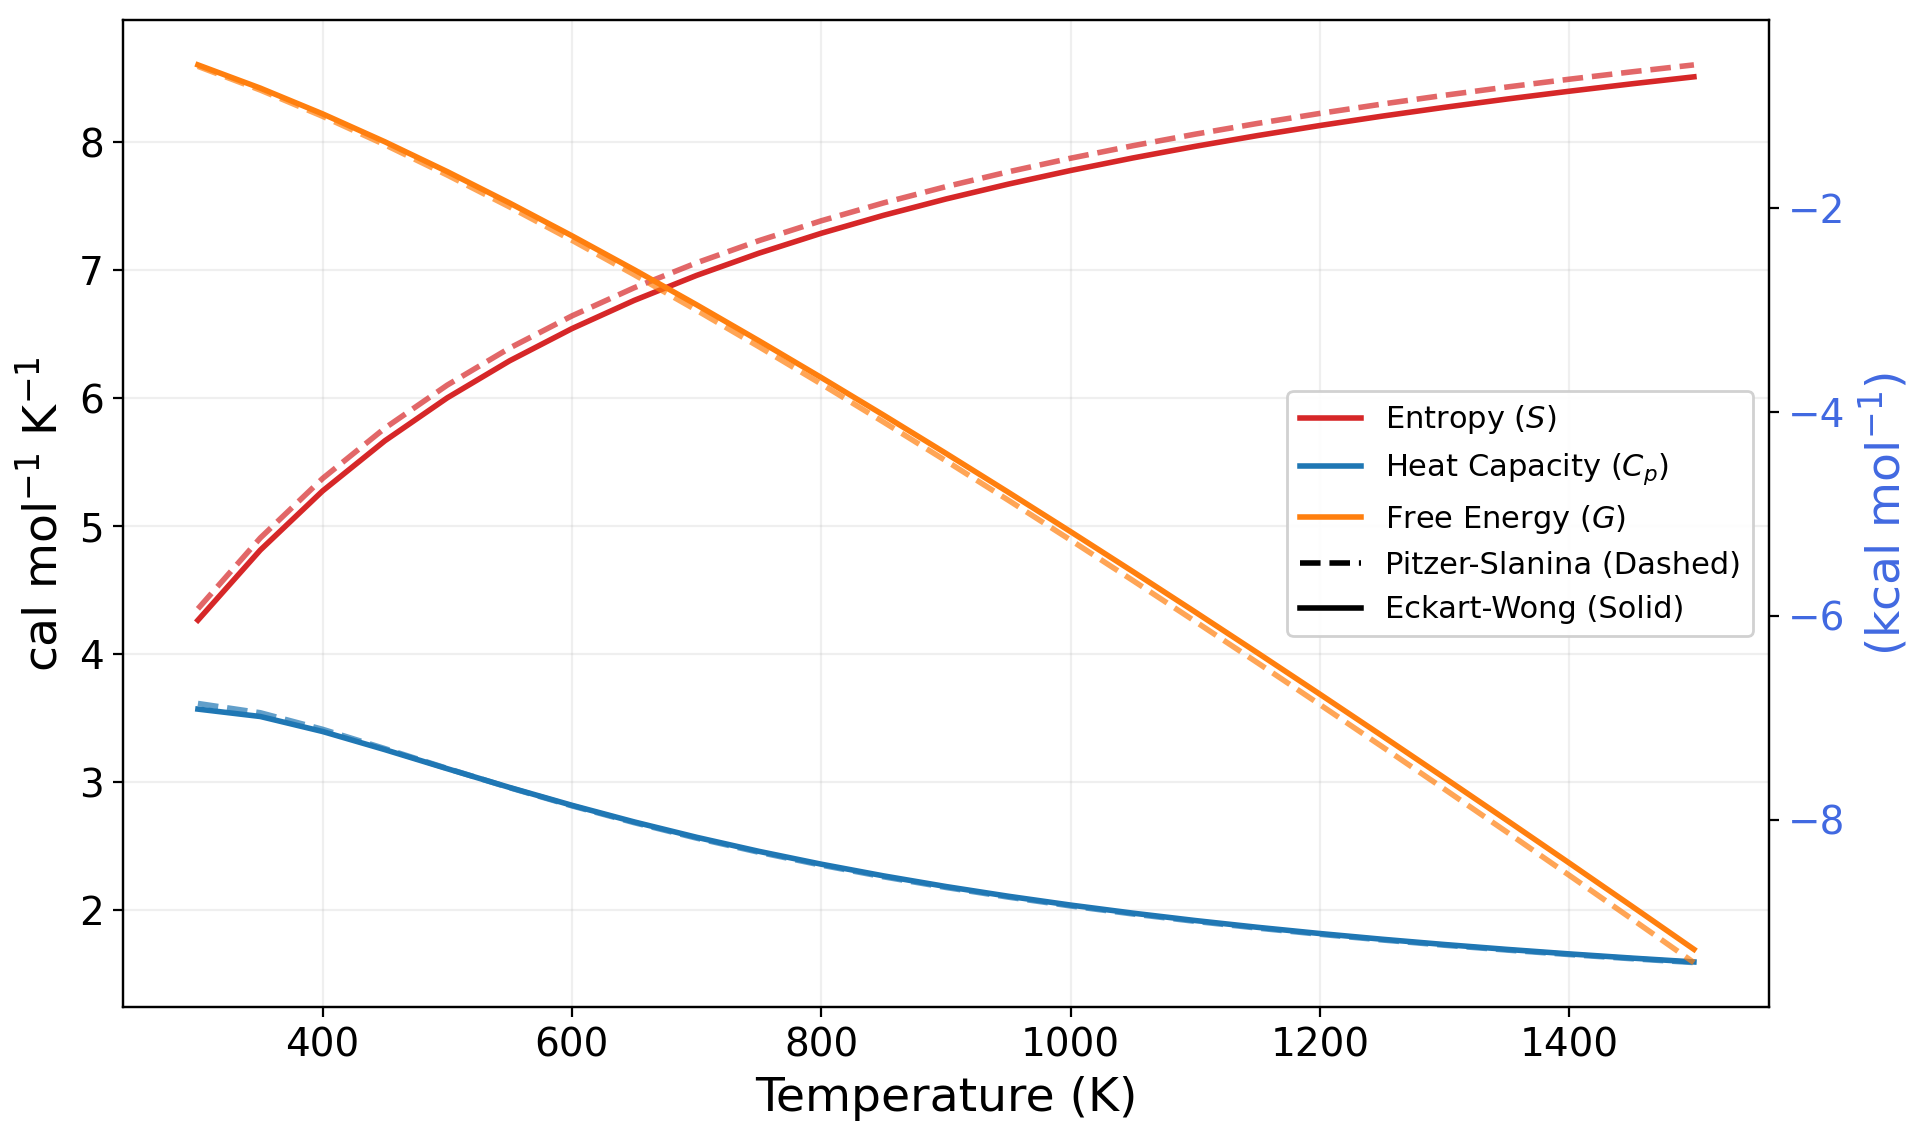 cal mol⁻¹ K⁻¹
8
7
6
5
4
3
2
400 600 800 1000 1200 1400
Temperature (K)
−2
−4
−6
−8
(kcal mol⁻¹)
Entropy (S)
Heat Capacity (Cₚ)
Free Energy (G)
Pitzer-Slanina (Dashed)
Eckart-Wong (Solid)